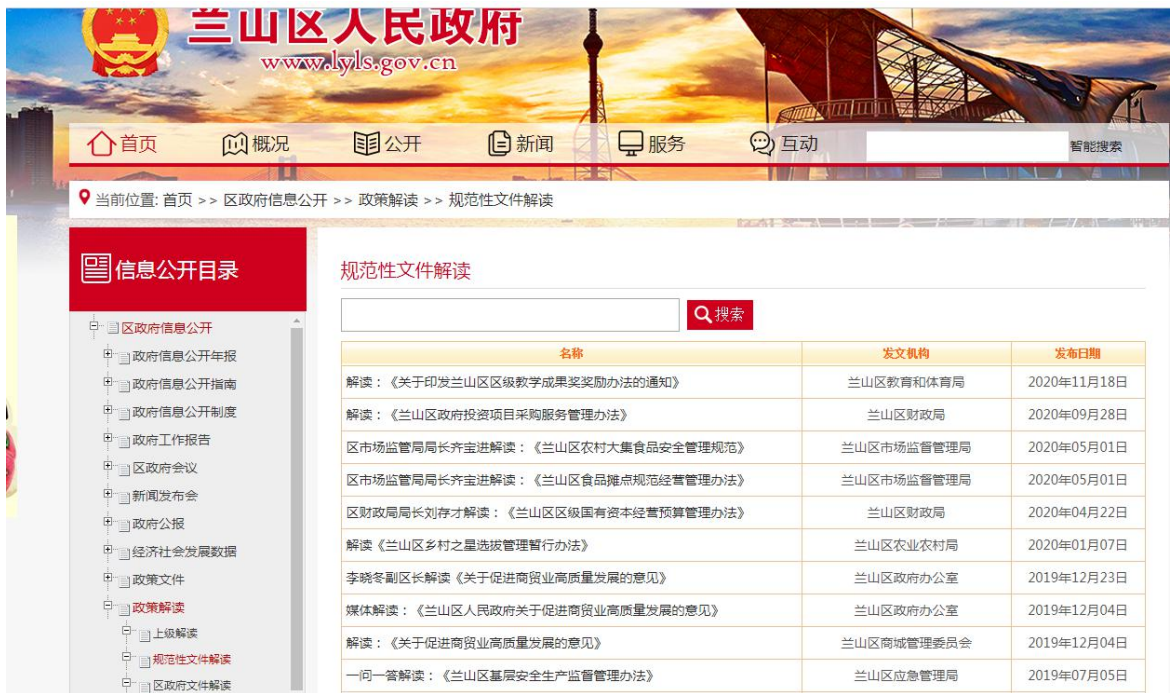 兰山区人民政府
www.lyls.gov.cn
首页 概况 公开 新闻 服务 互动 智能搜索
当前位置: 首页 >> 区政府信息公开 >> 政策解读 >> 规范性文件解读
信息公开目录
区政府信息公开
政府信息公开年报
政府信息公开指南
政府信息公开制度
政府工作报告
区政府会议
新闻发布会
政府公报
经济社会发展数据
政策文件
政策解读
上级解读
规范性文件解读
区政府文件解读
规范性文件解读
搜索
名称 发文机构 发布日期
解读：《关于印发兰山区区级教学成果奖奖励办法的通知》 兰山区教育和体育局 2020年11月18日
解读：《兰山区政府投资项目采购服务管理办法》 兰山区财政局 2020年09月28日
区市场监管局局长齐宝进解读：《兰山区农村大集食品安全管理规范》 兰山区市场监督管理局 2020年05月01日
区市场监管局局长齐宝进解读：《兰山区食品摊点规范经营管理办法》 兰山区市场监督管理局 2020年05月01日
区财政局局长刘存才解读：《兰山区区级国有资本经营预算管理办法》 兰山区财政局 2020年04月22日
解读《兰山区乡村之星选拔管理暂行办法》 兰山区农业农村局 2020年01月07日
李晓冬副区长解读《关于促进商贸业高质量发展的意见》 兰山区政府办公室 2019年12月23日
媒体解读：《兰山区人民政府关于促进商贸业高质量发展的意见》 兰山区政府办公室 2019年12月04日
解读：《关于促进商贸业高质量发展的意见》 兰山区商城管理委员会 2019年12月04日
一问一答解读：《兰山区基层安全生产监督管理办法》 兰山区应急管理局 2019年07月05日